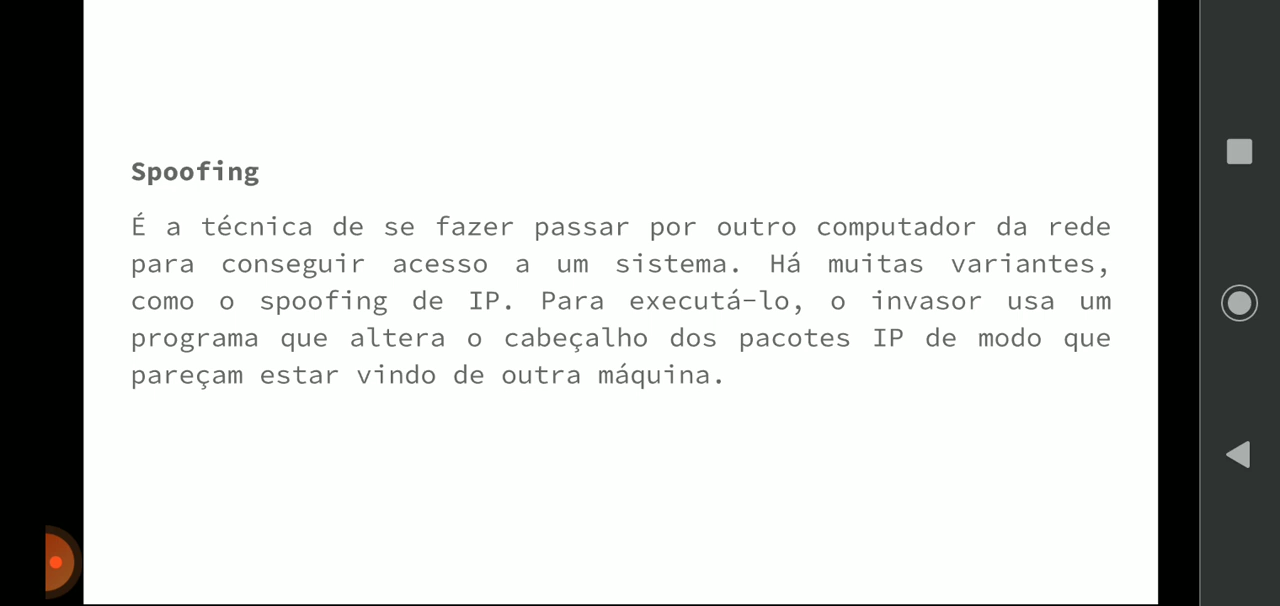 Spoofing
É a técnica de se fazer passar por outro computador da rede
para conseguir acesso a um sistema. Há muitas variantes,
como o spoofing de IP. Para executá-lo, o invasor usa um
programa que altera o cabeçalho dos pacotes IP de modo que
pareçam estar vindo de outra máquina.